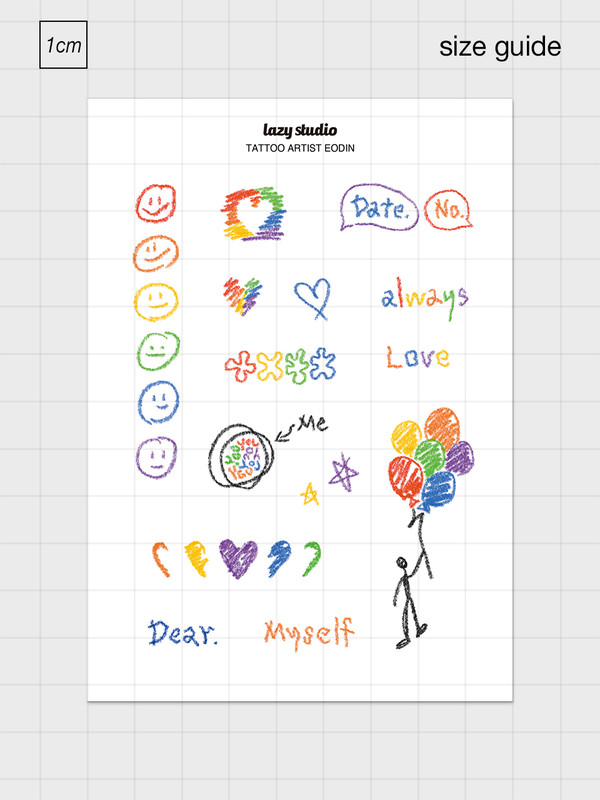 1cm
size guide
lazy studio
TATTOO ARTIST EODIN
Date. No.
always
Love
Me
Dear. Myself